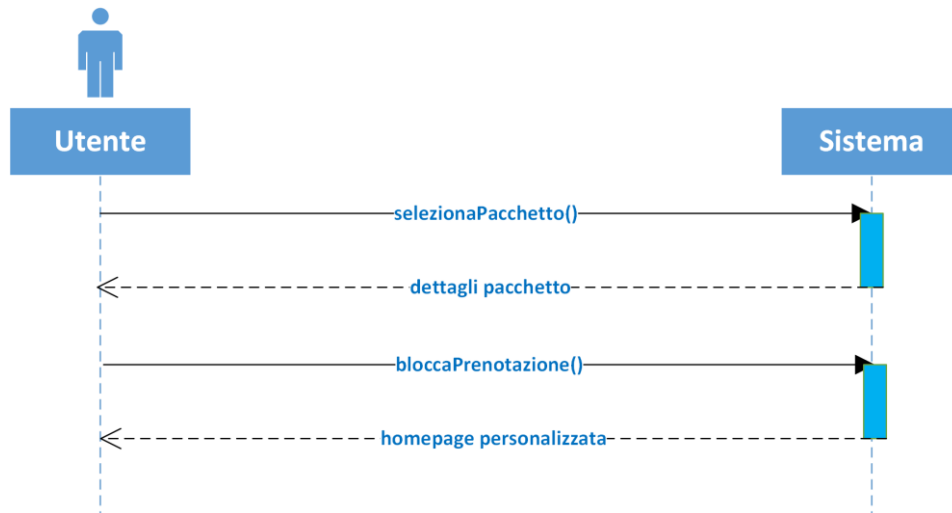 Utente
Sistema
selezionaPacchetto()
dettagli pacchetto
bloccaPrenotazione()
homepage personalizzata